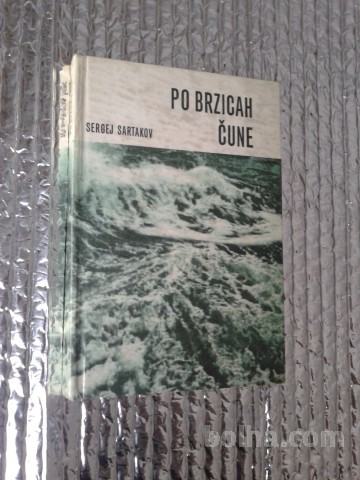 PO BRZICAH
ČUNE
SERGEJ SARTAKOV
bolha.com